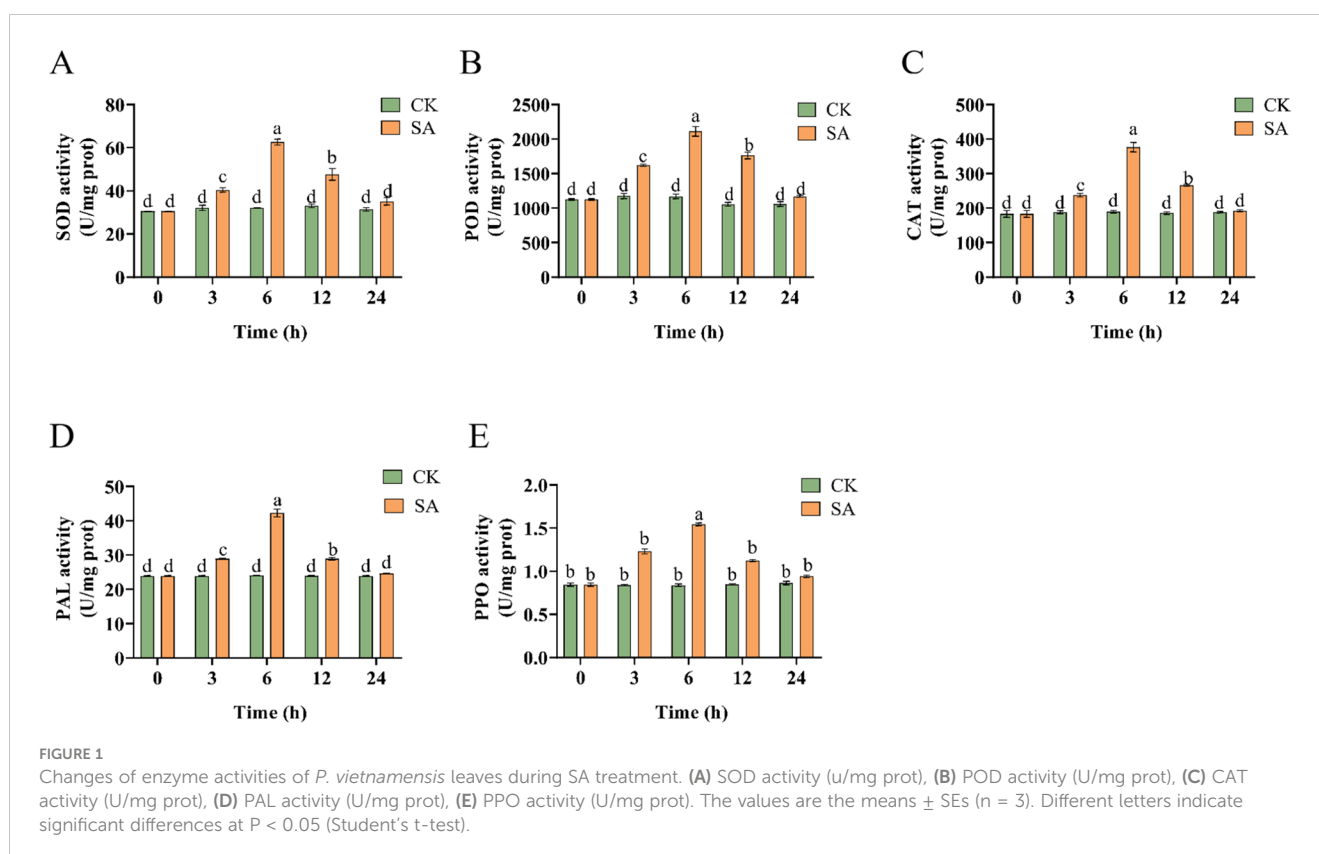 A
SOD activity
(U/mg prot)
80
60
40
20
0
d d d c d a d b d d
0 3 6 12 24
Time (h)
CK
SA
B
POD activity
(U/mg prot)
2500
2000
1500
1000
500
0
d d d c d a d b d d
0 3 6 12 24
Time (h)
CK
SA
C
CAT activity
(U/mg prot)
500
400
300
200
100
0
d d d c d a d b d d
0 3 6 12 24
Time (h)
CK
SA
D
PAL activity
(U/mg prot)
50
40
30
20
10
0
d d d c d a d b d d
0 3 6 12 24
Time (h)
CK
SA
E
PPO activity
(U/mg prot)
2.0
1.5
1.0
0.5
0.0
b b b b b a b b b b
0 3 6 12 24
Time (h)
CK
SA
FIGURE 1
Changes of enzyme activities of P. vietnamensis leaves during SA treatment. (A) SOD activity (u/mg prot), (B) POD activity (U/mg prot), (C) CAT
activity (U/mg prot), (D) PAL activity (U/mg prot), (E) PPO activity (U/mg prot). The values are the means ± SEs (n = 3). Different letters indicate
significant differences at P < 0.05 (Student's t-test).